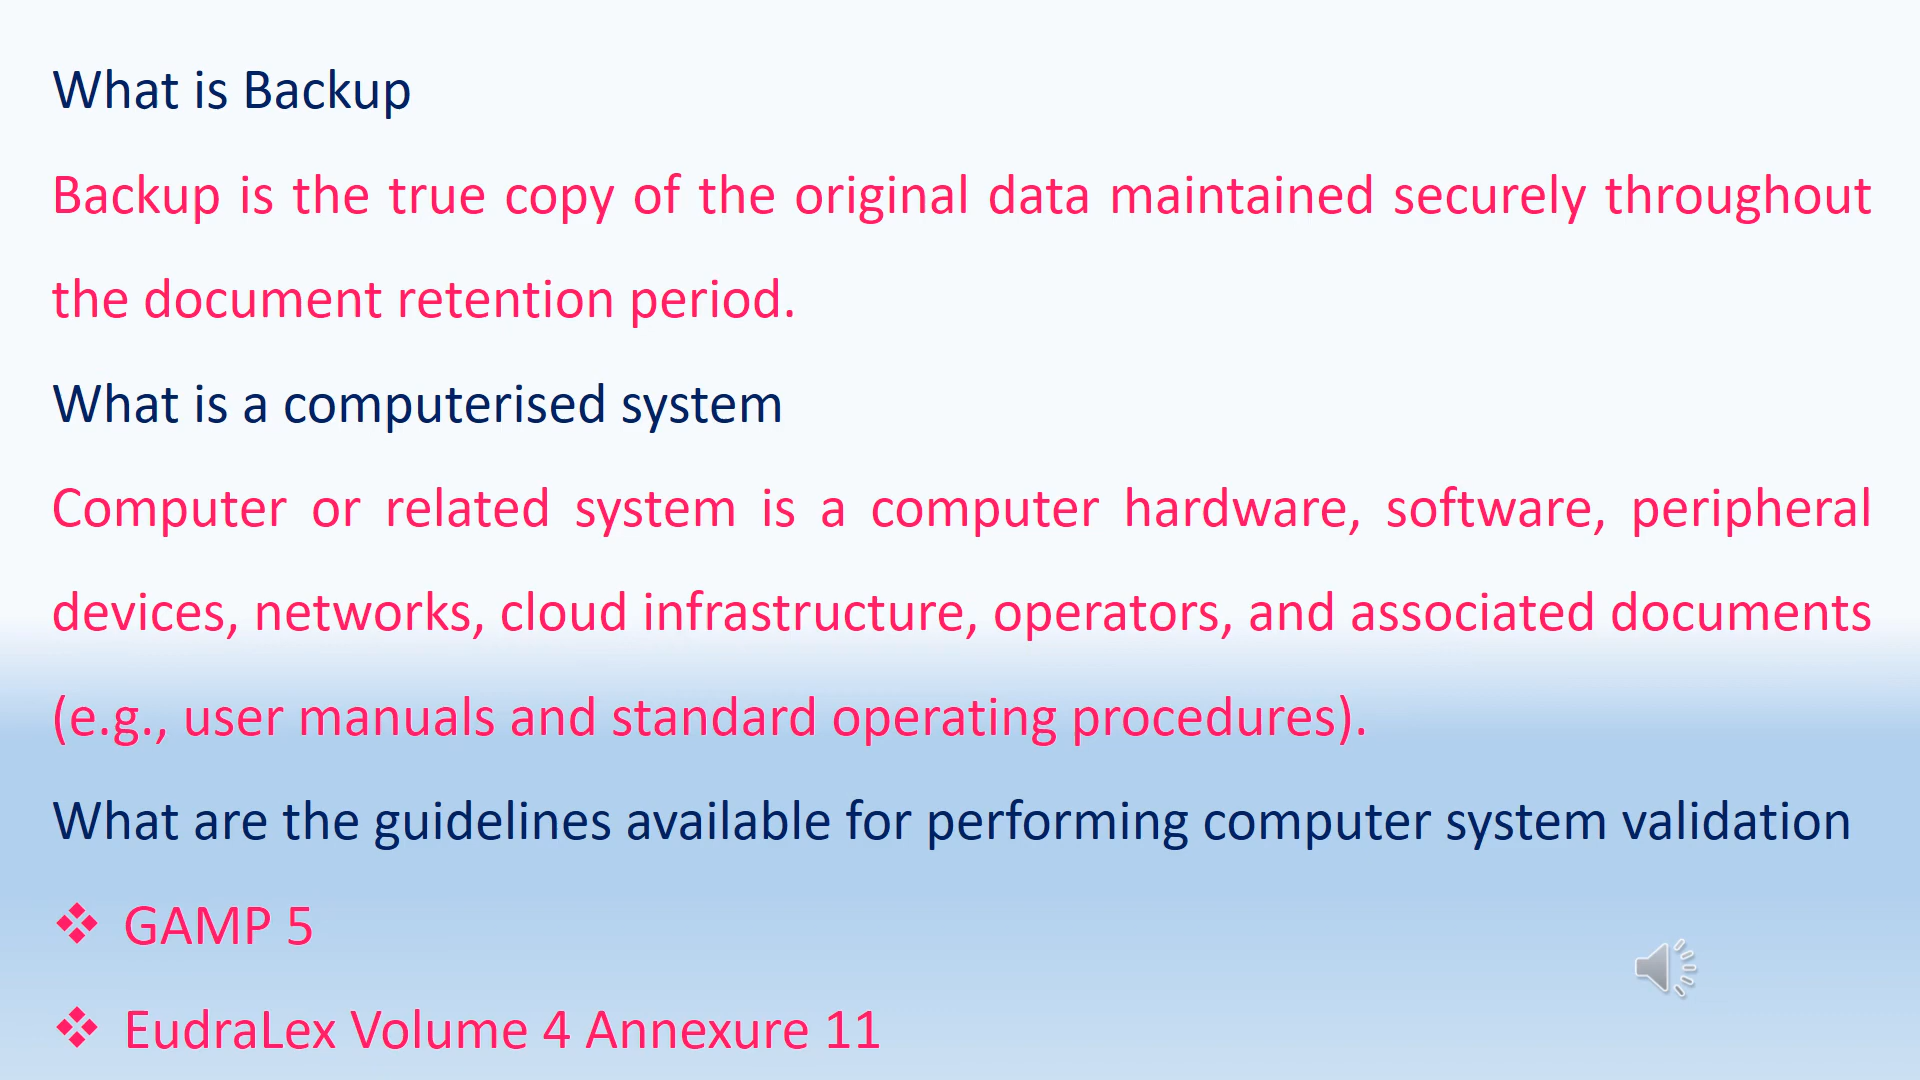 What is Backup
Backup is the true copy of the original data maintained securely throughout
the document retention period.
What is a computerised system
Computer or related system is a computer hardware, software, peripheral
devices, networks, cloud infrastructure, operators, and associated documents
(e.g., user manuals and standard operating procedures).
What are the guidelines available for performing computer system validation
❖ GAMP 5
❖ EudraLex Volume 4 Annexure 11